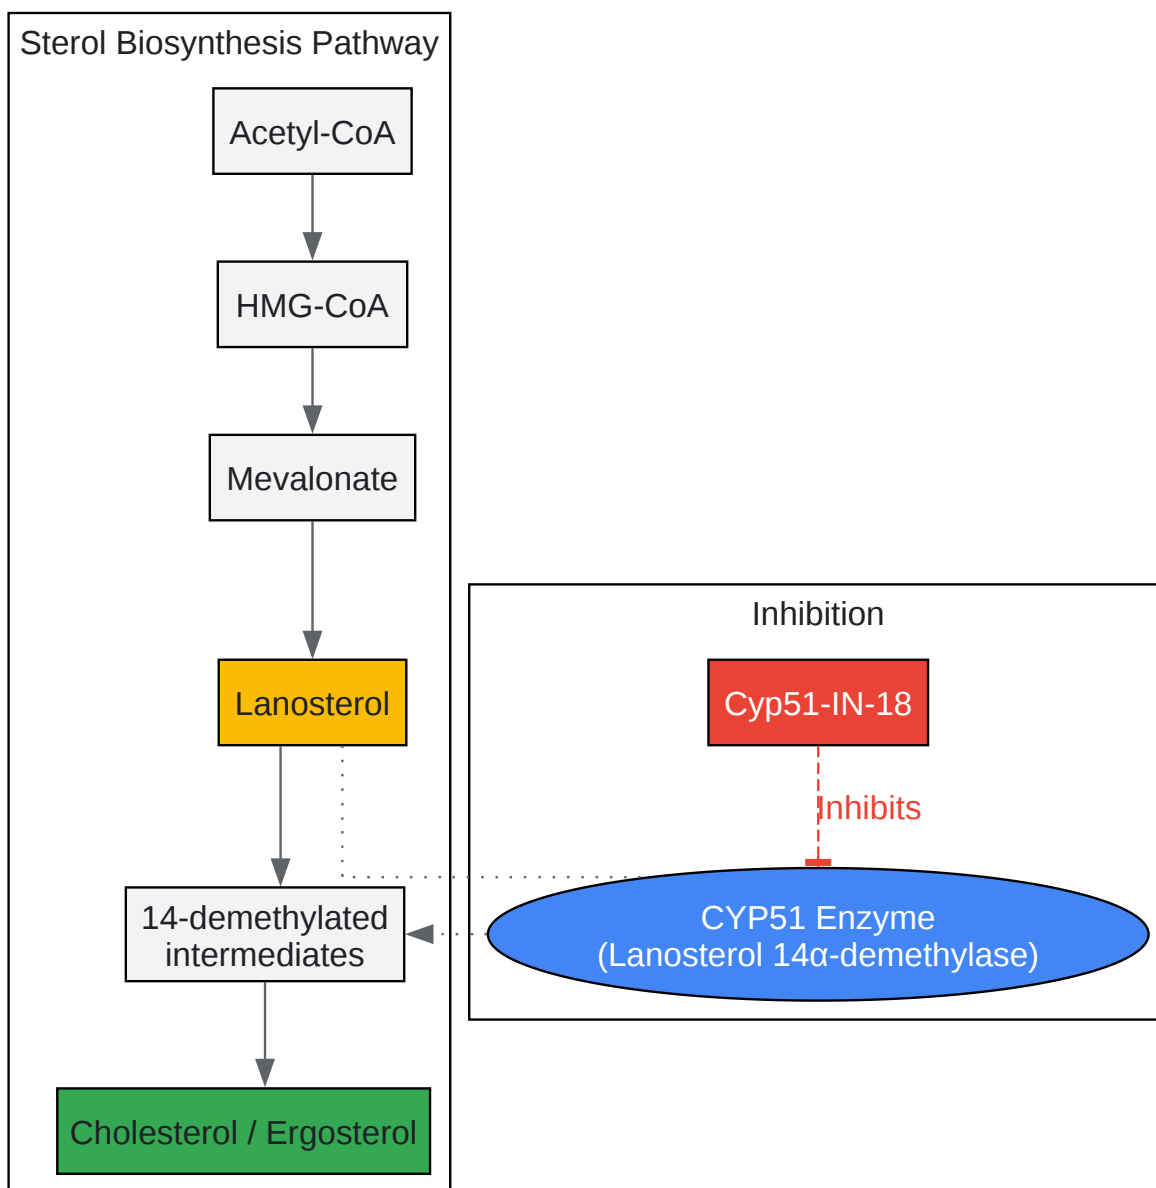 Sterol Biosynthesis Pathway
Acetyl-CoA
HMG-CoA
Mevalonate
Lanosterol
14-demethylated
intermediates
Cholesterol / Ergosterol
Inhibition
Cyp51-IN-18
Inhibits
CYP51 Enzyme
(Lanosterol 14α-demethylase)